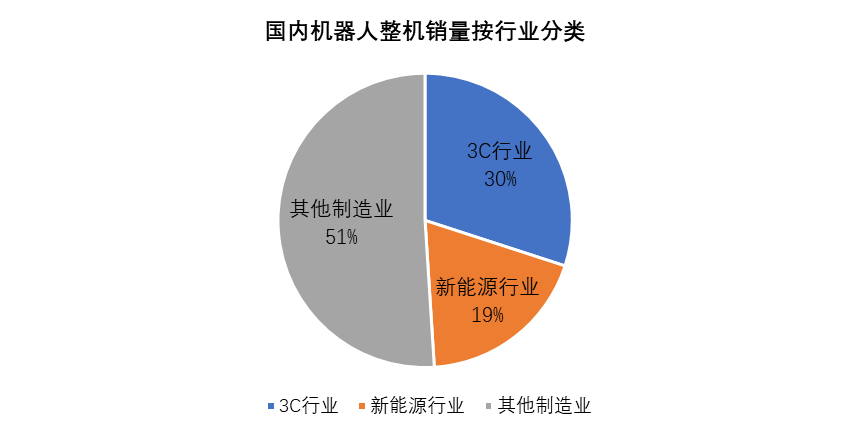 国内机器人整机销量按行业分类
3C行业
30%
其他制造业
51%
新能源行业
19%
3C行业 新能源行业 其他制造业